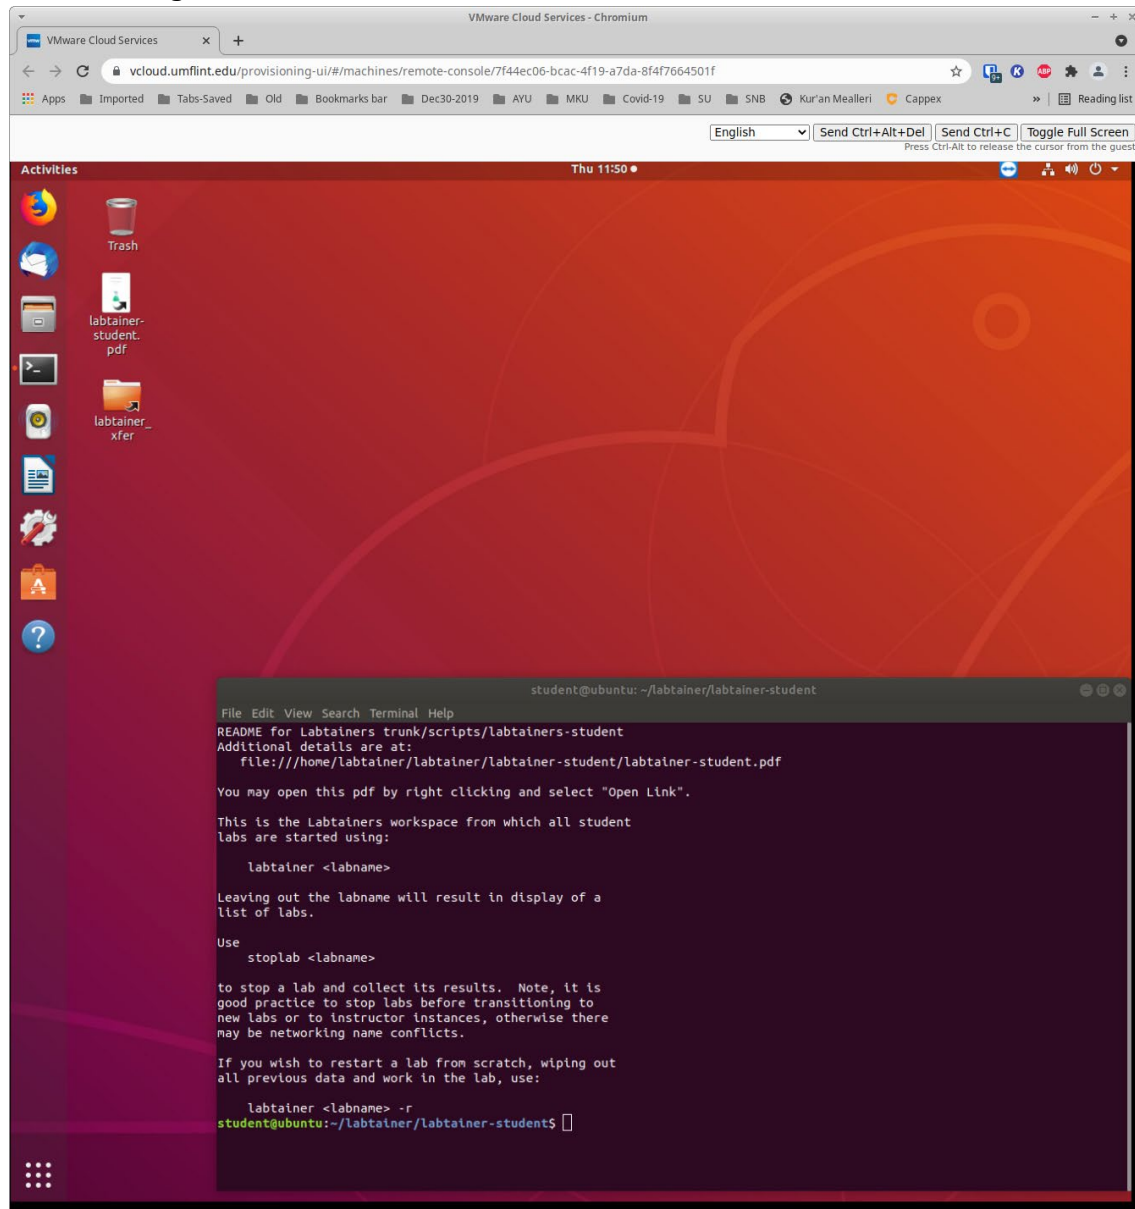 VMware Cloud Services - Chromium
VMware Cloud Services
vcloud.umflint.edu/provisioning-ui/#/machines/remote-console/7f44ec06-bcac-4f19-a7da-8f4f7664501f
Apps Imported Tabs-Saved Old Bookmarks bar Dec30-2019 AYU MKU Covid-19 SU SNB Kur'an Mealleri Cappex » Reading list
English Send Ctrl+Alt+Del Send Ctrl+C Toggle Full Screen
Press Ctrl-Alt to release the cursor from the guest
Activities Thu 11:50
Trash
labtainer-
student.
pdf
labtainer_
xfer
student@ubuntu: ~/labtainer/labtainer-student
File Edit View Search Terminal Help
README for Labtainers trunk/scripts/labtainers-student
Additional details are at:
file:///home/labtainer/labtainer/labtainer-student/labtainer-student.pdf
You may open this pdf by right clicking and select "Open Link".
This is the Labtainers workspace from which all student
labs are started using:
labtainer <labname>
Leaving out the labname will result in display of a
list of labs.
Use
stoplab <labname>
to stop a lab and collect its results.  Note, it is
good practice to stop labs before transitioning to
new labs or to instructor instances, otherwise there
may be networking name conflicts.
If you wish to restart a lab from scratch, wiping out
all previous data and work in the lab, use:
labtainer <labname> -r
student@ubuntu:~/labtainer/labtainer-student$